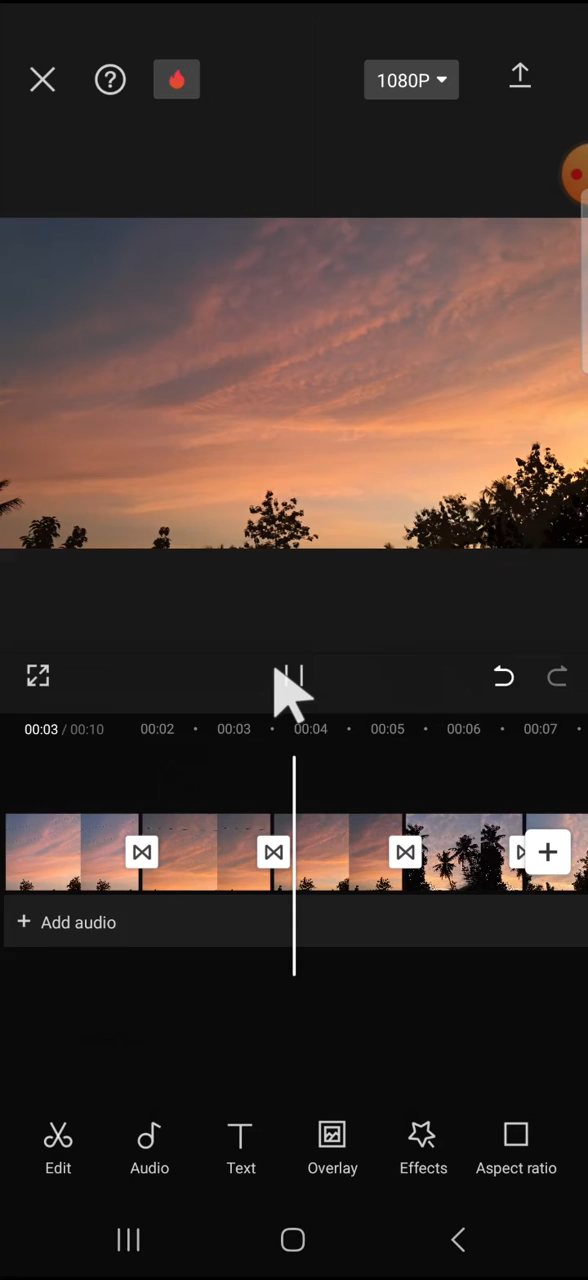 1080P
00:03 / 00:10 00:02 00:03 00:04 00:05 00:06 00:07
+ Add audio
Edit Audio Text Overlay Effects Aspect ratio